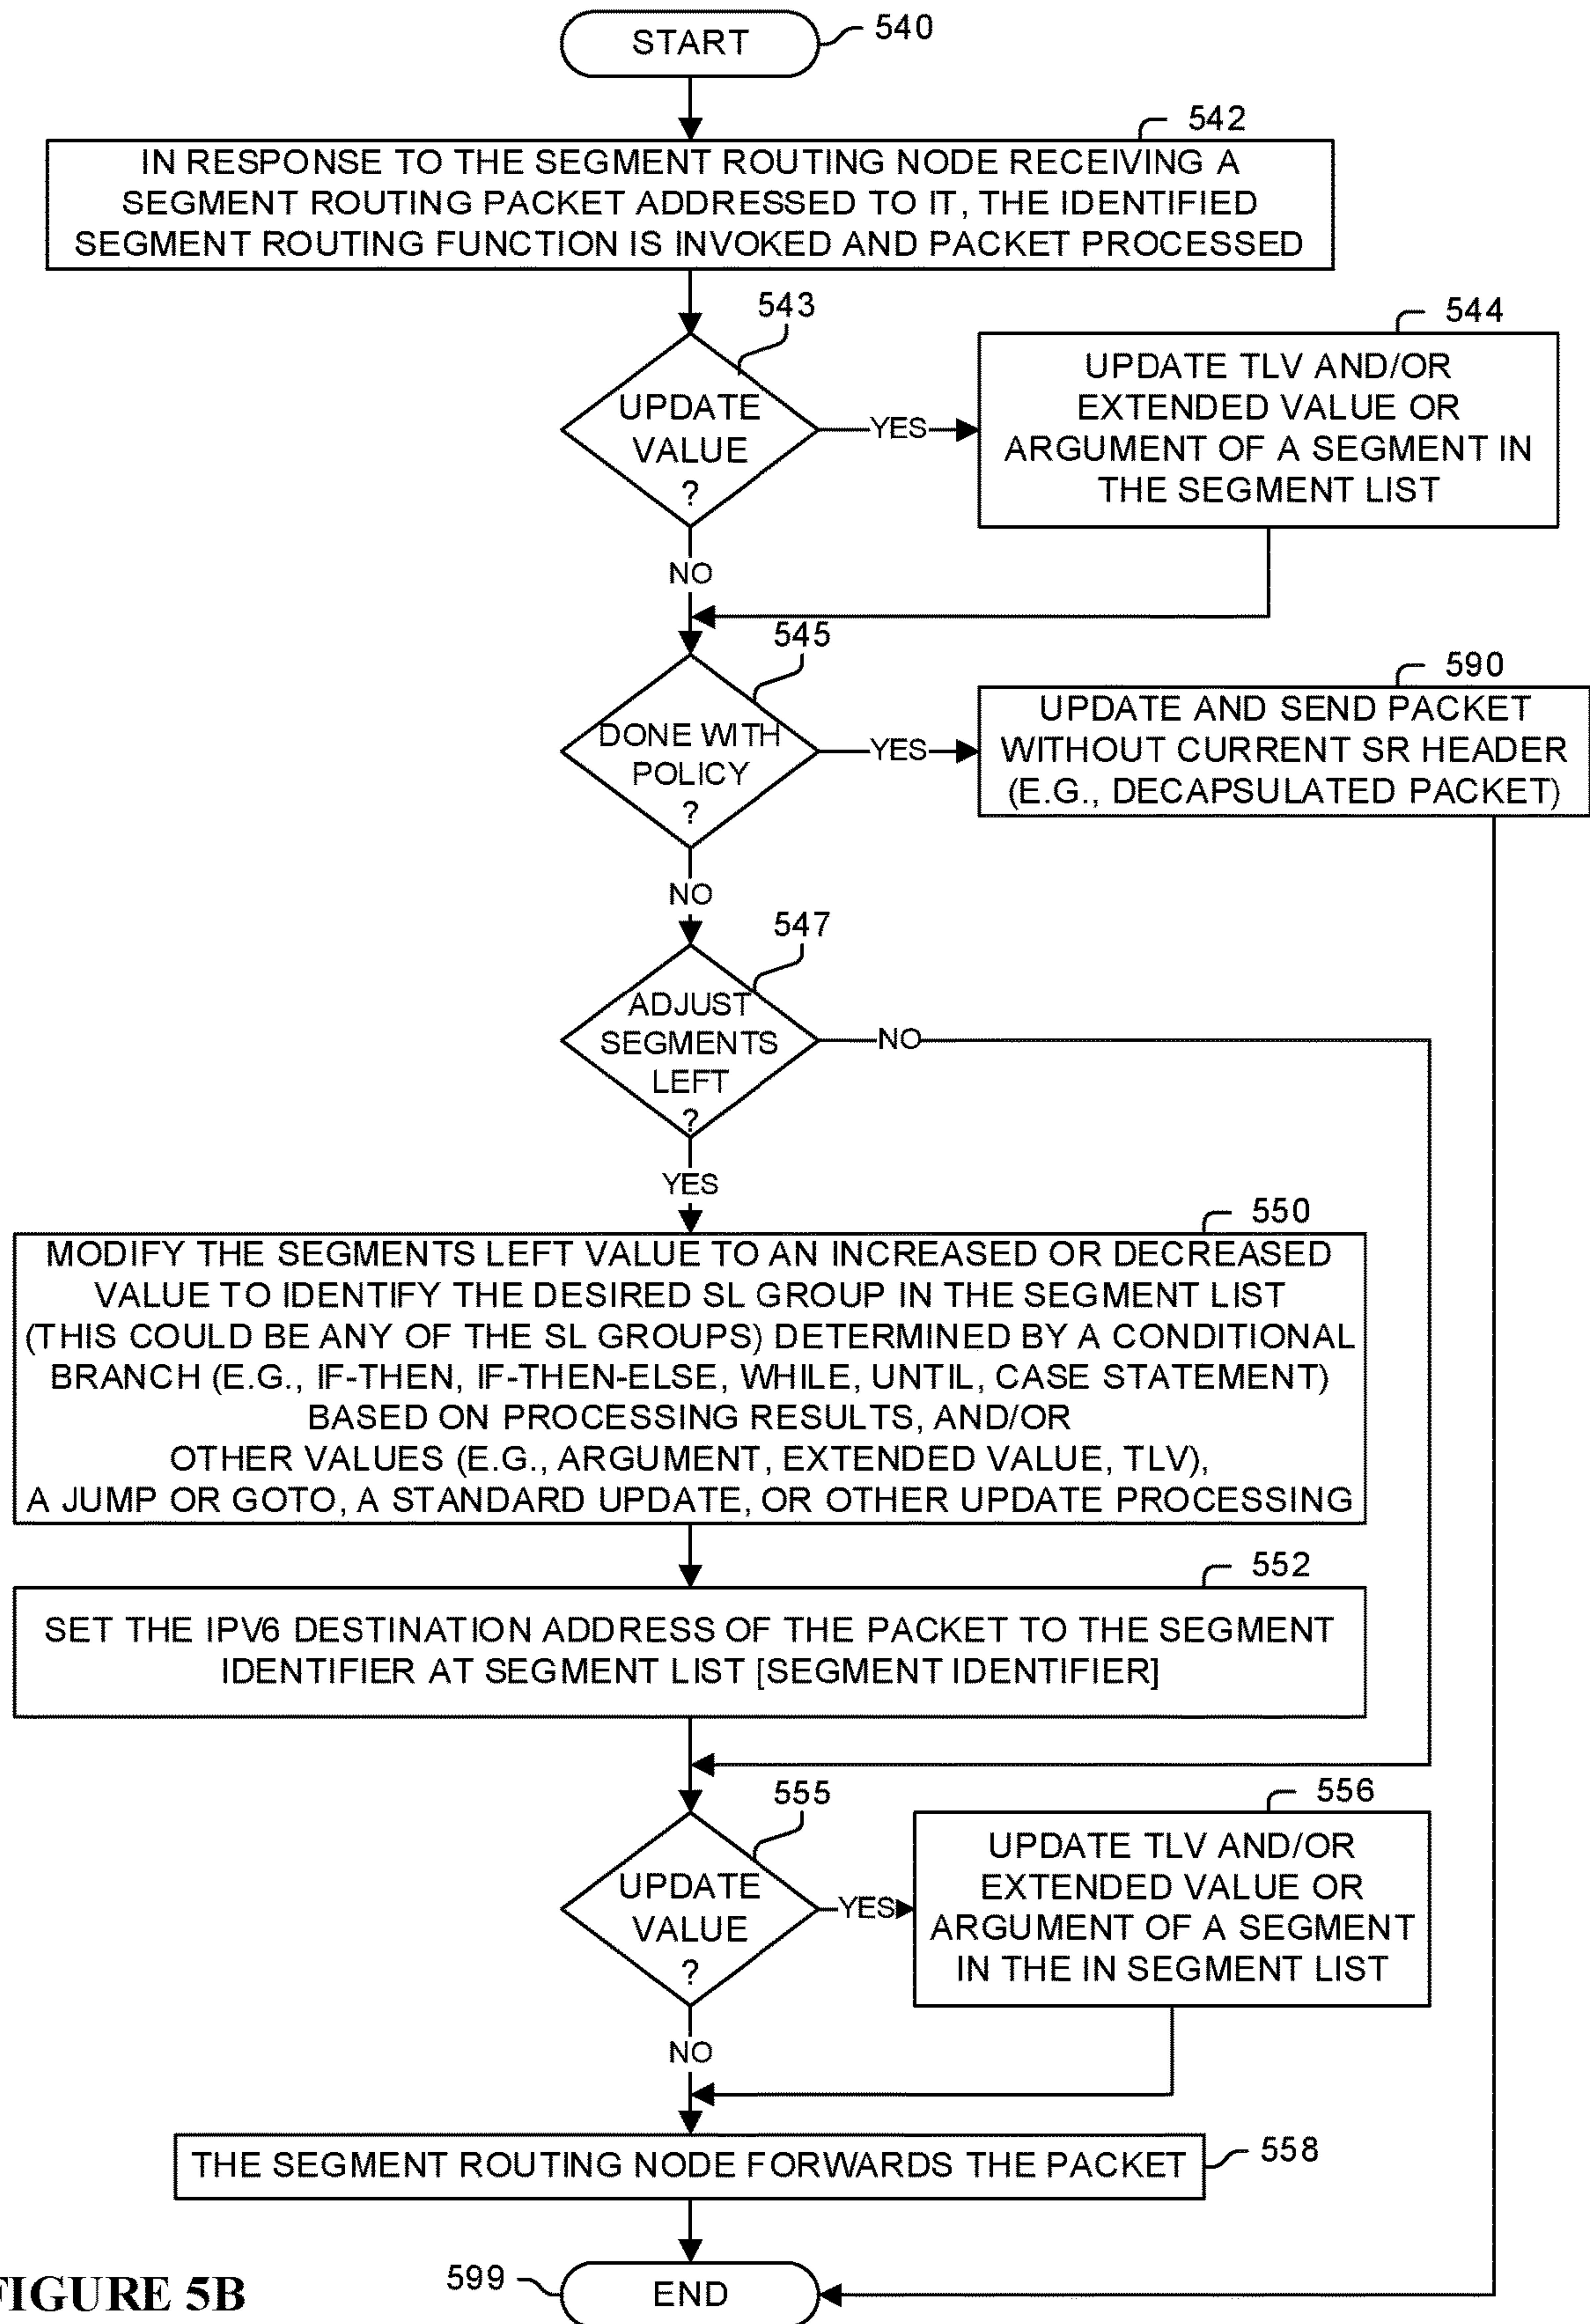 START
540
542
IN RESPONSE TO THE SEGMENT ROUTING NODE RECEIVING A
SEGMENT ROUTING PACKET ADDRESSED TO IT, THE IDENTIFIED
SEGMENT ROUTING FUNCTION IS INVOKED AND PACKET PROCESSED
543
UPDATE
VALUE
?
YES
544
UPDATE TLV AND/OR
EXTENDED VALUE OR
ARGUMENT OF A SEGMENT IN
THE SEGMENT LIST
NO
545
DONE WITH
POLICY
?
YES
590
UPDATE AND SEND PACKET
WITHOUT CURRENT SR HEADER
(E.G., DECAPSULATED PACKET)
NO
547
ADJUST
SEGMENTS
LEFT
?
NO
YES
550
MODIFY THE SEGMENTS LEFT VALUE TO AN INCREASED OR DECREASED
VALUE TO IDENTIFY THE DESIRED SL GROUP IN THE SEGMENT LIST
(THIS COULD BE ANY OF THE SL GROUPS) DETERMINED BY A CONDITIONAL
BRANCH (E.G., IF-THEN, IF-THEN-ELSE, WHILE, UNTIL, CASE STATEMENT)
BASED ON PROCESSING RESULTS, AND/OR
OTHER VALUES (E.G., ARGUMENT, EXTENDED VALUE, TLV),
A JUMP OR GOTO, A STANDARD UPDATE, OR OTHER UPDATE PROCESSING
552
SET THE IPV6 DESTINATION ADDRESS OF THE PACKET TO THE SEGMENT
IDENTIFIER AT SEGMENT LIST [SEGMENT IDENTIFIER]
555
UPDATE
VALUE
?
YES
556
UPDATE TLV AND/OR
EXTENDED VALUE OR
ARGUMENT OF A SEGMENT
IN THE IN SEGMENT LIST
NO
THE SEGMENT ROUTING NODE FORWARDS THE PACKET
558
599
END
FIGURE 5B